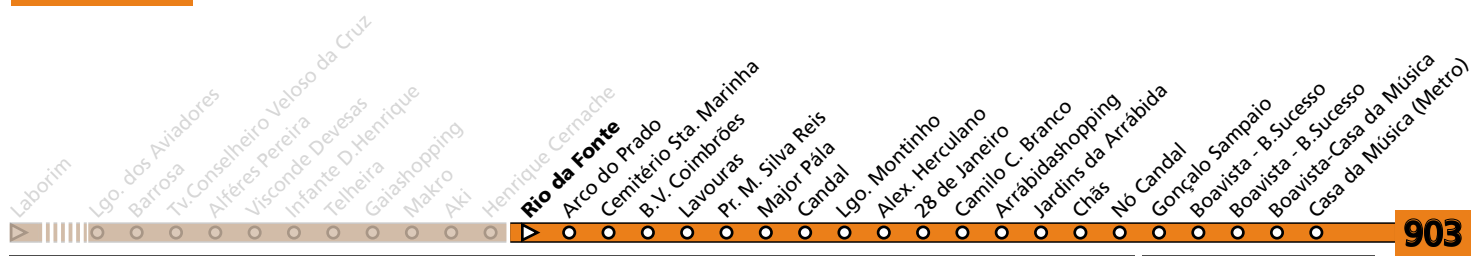 Laborim
Lgo. dos Aviadores
Barrosa
Tv.Conselheiro Veloso da Cruz
Alféres Pereira
Visconde Devesas
Infante D.Henrique
Telheira
Gaiashopping
Makro
Aki
Henrique Cernache
Rio da Fonte
Arco do Prado
Cemitério Sta. Marinha
B.V. Coimbrões
Lavouras
Pr. M. Silva Reis
Major Pála
Candal
Lgo. Montinho
Alex. Herculano
28 de Janeiro
Camilo C. Branco
Arrábidashopping
Jardins da Arrábida
Chãs
Nó Candal
Gonçalo Sampaio
Boavista - B.Sucesso
Boavista - B.Sucesso
Boavista-Casa da Música
Casa da Música (Metro)
903